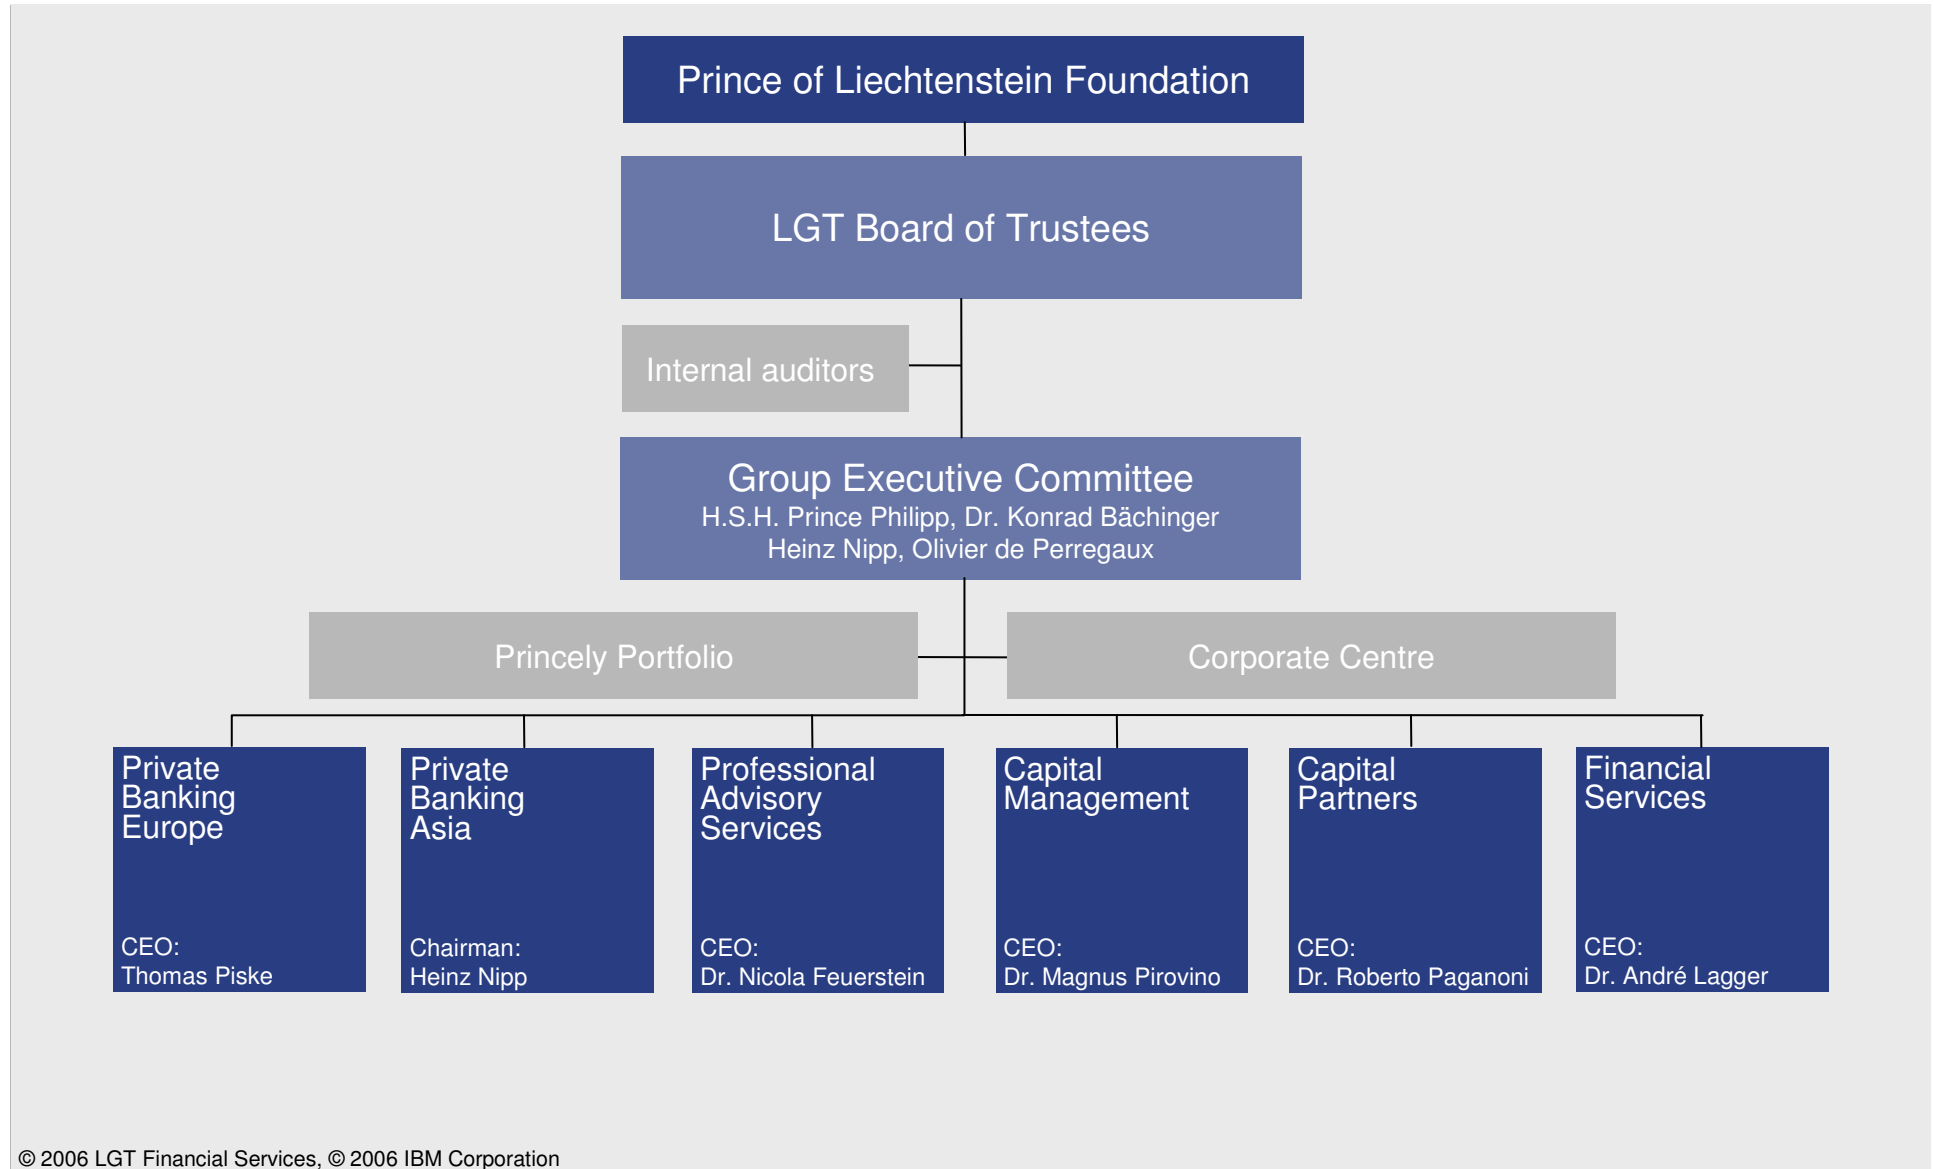 Prince of Liechtenstein Foundation
LGT Board of Trustees
Internal auditors
Group Executive Committee
H.S.H. Prince Philipp, Dr. Konrad Bächinger
Heinz Nipp, Olivier de Perregaux
Princely Portfolio
Corporate Centre
Private
Banking
Europe
CEO:
Thomas Piske
Private
Banking
Asia
Chairman:
Heinz Nipp
Professional
Advisory
Services
CEO:
Dr. Nicola Feuerstein
Capital
Management
CEO:
Dr. Magnus Pirovino
Capital
Partners
CEO:
Dr. Roberto Paganoni
Financial
Services
CEO:
Dr. André Lagger
© 2006 LGT Financial Services, © 2006 IBM Corporation